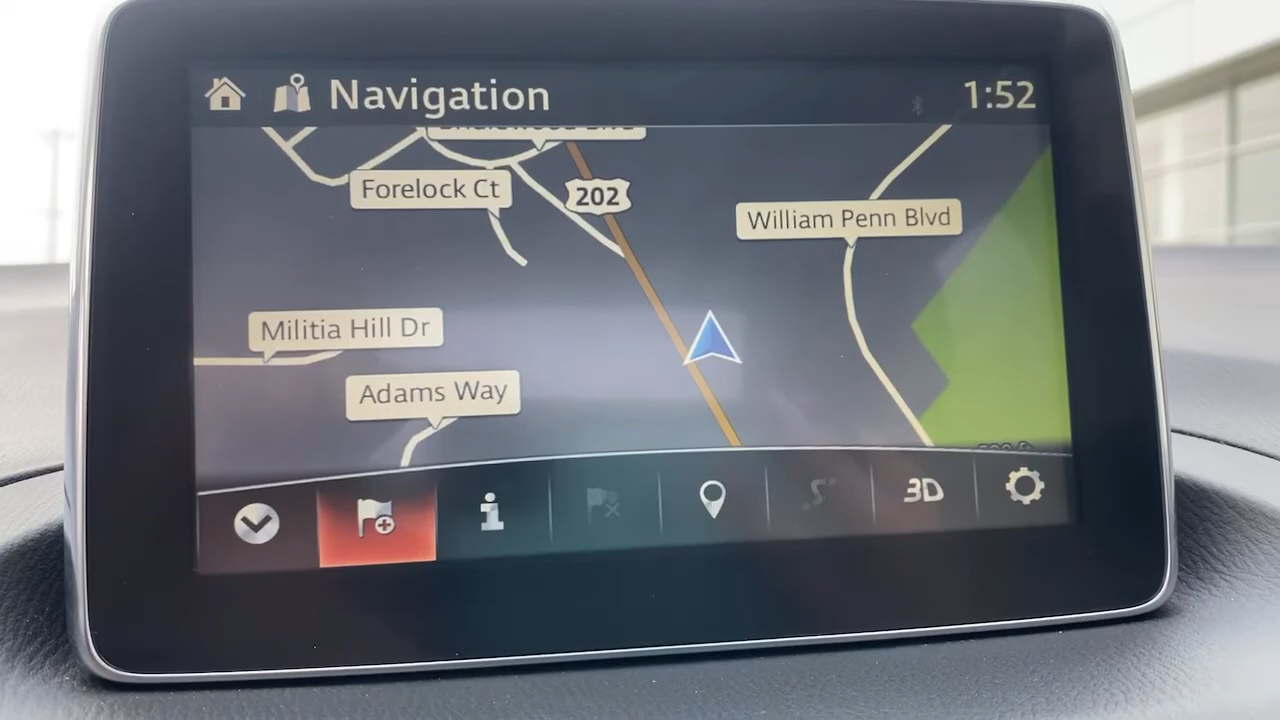 Navigation
1:52
Forelock Ct
202
William Penn Blvd
Militia Hill Dr
Adams Way
3D